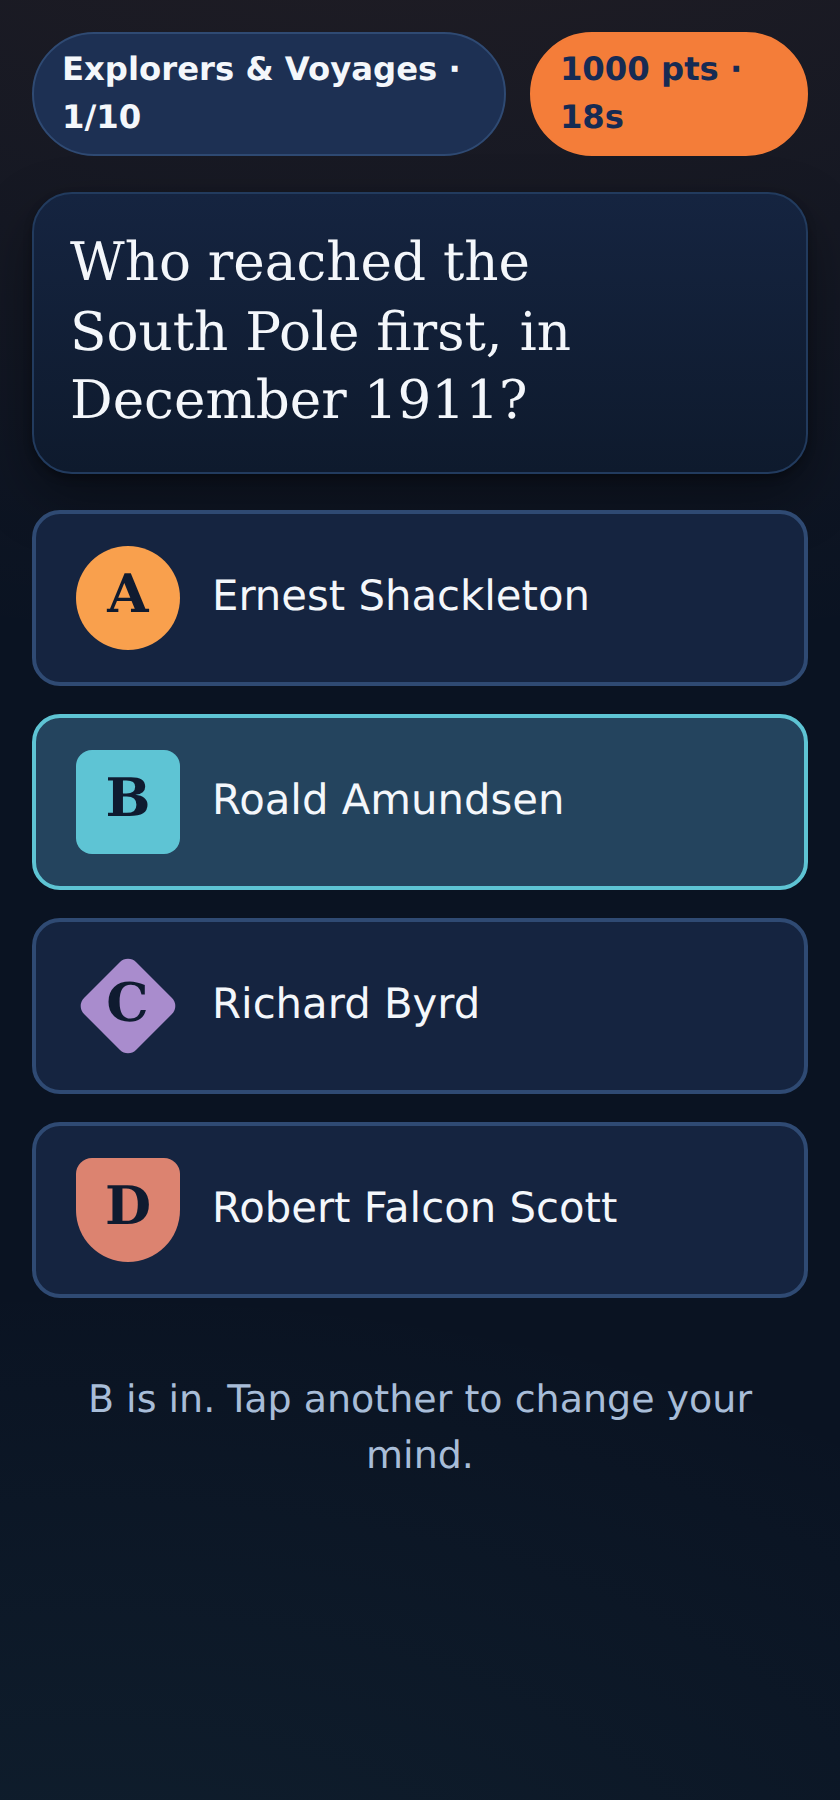 Explorers & Voyages ·
1/10
1000 pts ·
18s
Who reached the
South Pole first, in
December 1911?
A Ernest Shackleton
B Roald Amundsen
C Richard Byrd
D Robert Falcon Scott
B is in. Tap another to change your
mind.